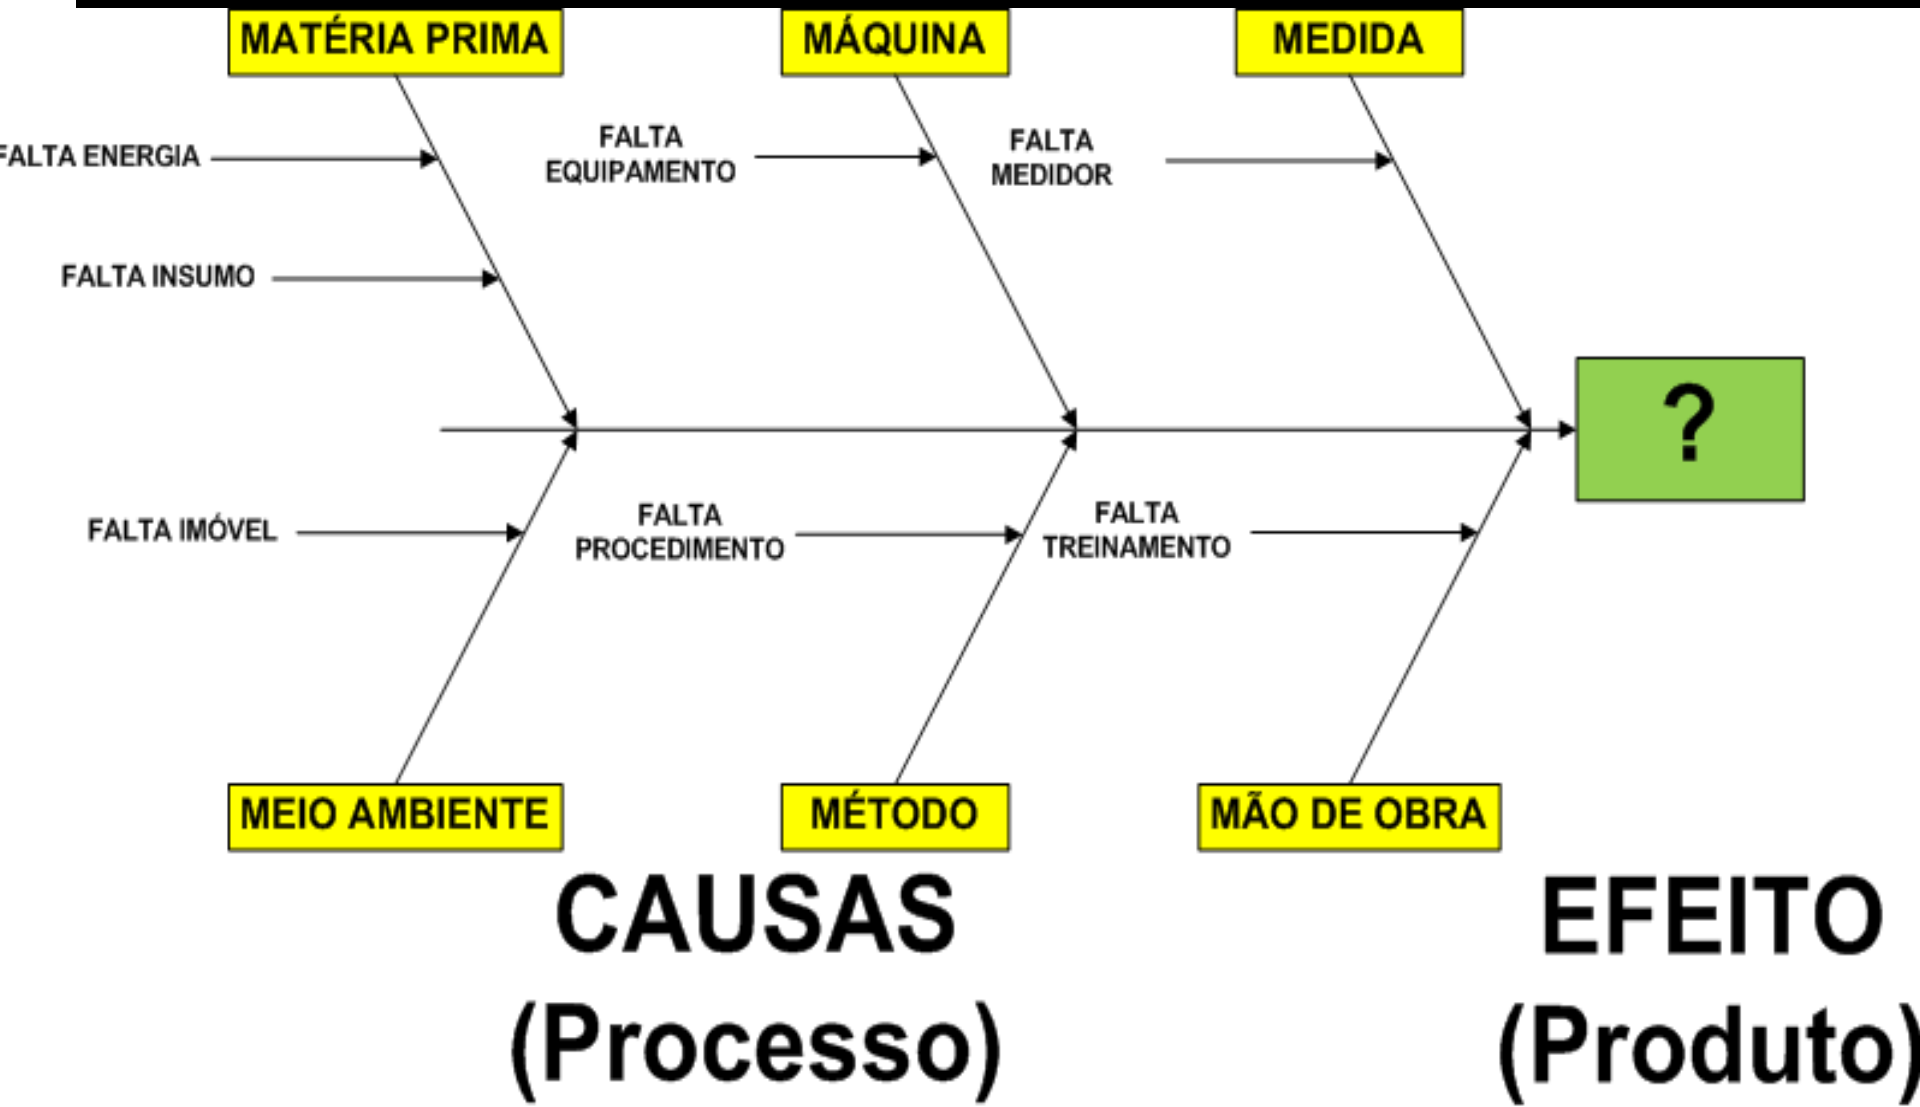 MATÉRIA PRIMA
MÁQUINA
MEDIDA
FALTA ENERGIA
FALTA
EQUIPAMENTO
FALTA
MEDIDOR
FALTA INSUMO
?
FALTA IMÓVEL
FALTA
PROCEDIMENTO
FALTA
TREINAMENTO
MEIO AMBIENTE
MÉTODO
MÃO DE OBRA
CAUSAS
(Processo)
EFEITO
(Produto)